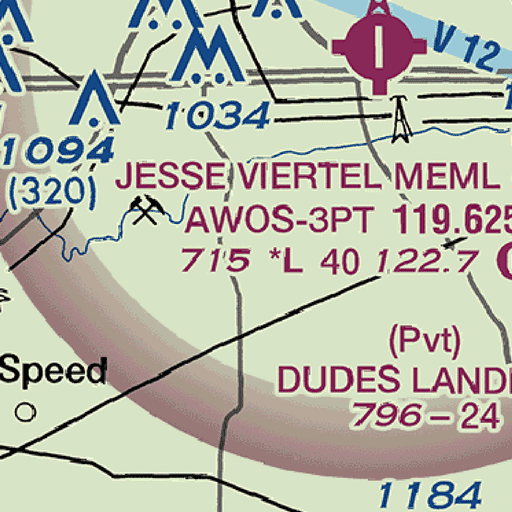 V 12
1034
1094
(320)
JESSE VIERTEL MEML
AWOS-3PT 119.625
715 *L 40 122.7
(Pvt)
Speed
DUDES LANDI
796 – 24
1184